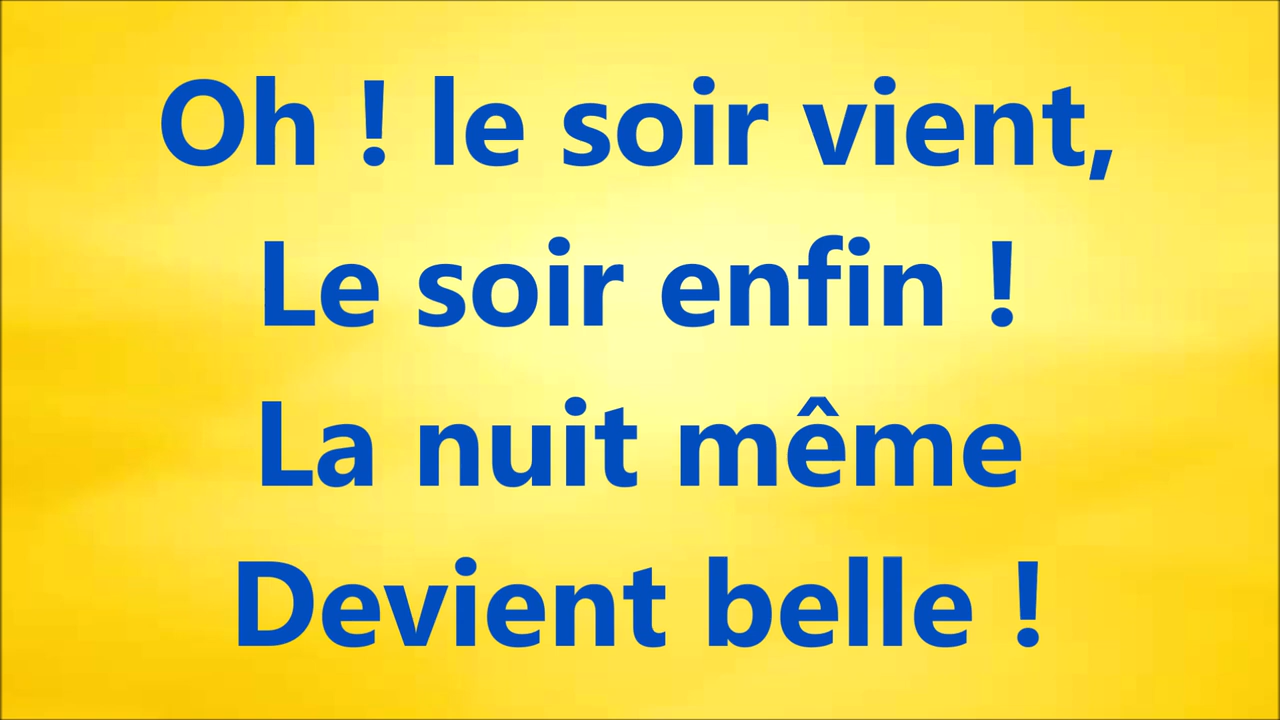 Oh ! le soir vient,
Le soir enfin !
La nuit même
Devient belle !